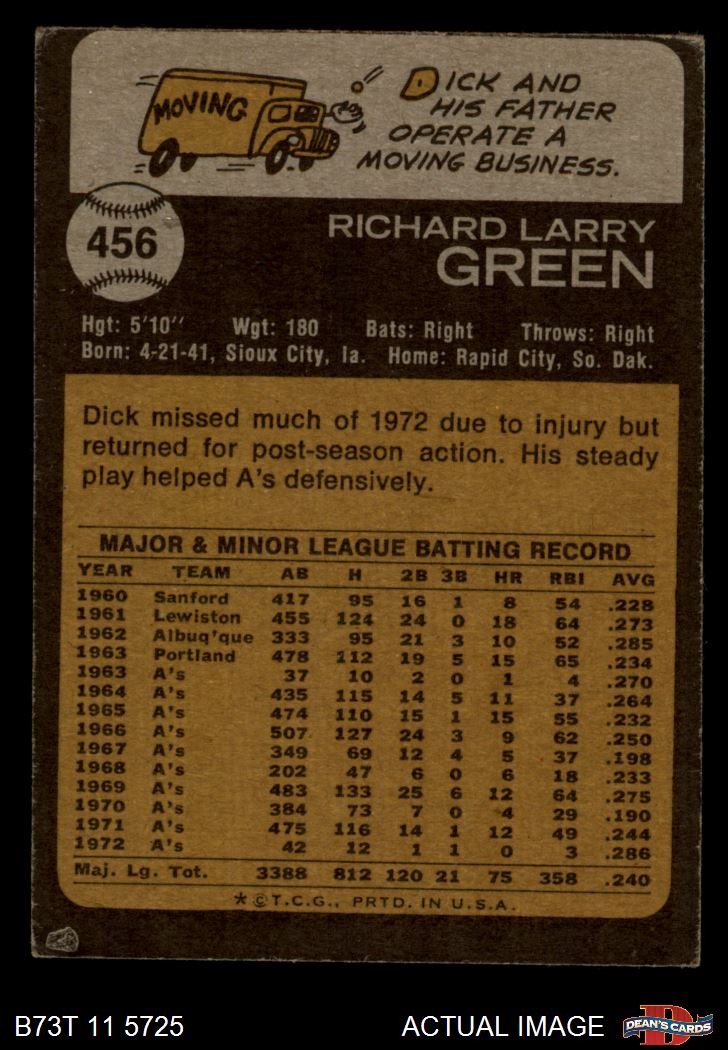 MOVING
DICK AND
HIS FATHER
OPERATE A
MOVING BUSINESS.
456
RICHARD LARRY
GREEN
Hgt: 5'10'' Wgt: 180 Bats: Right Throws: Right
Born: 4-21-41, Sioux City, Ia. Home: Rapid City, So. Dak.
Dick missed much of 1972 due to injury but
returned for post-season action. His steady
play helped A's defensively.
MAJOR & MINOR LEAGUE BATTING RECORD
YEAR TEAM AB H 2B 3B HR RBI AVG
1960 Sanford 417 95 16 1 8 54 .228
1961 Lewiston 455 124 24 0 18 64 .273
1962 Albuq'que 333 95 21 3 10 52 .285
1963 Portland 478 112 19 5 15 65 .234
1963 A's 37 10 2 0 1 4 .270
1964 A's 435 115 14 5 11 37 .264
1965 A's 474 110 15 1 15 55 .232
1966 A's 507 127 24 3 9 62 .250
1967 A's 349 69 12 4 5 37 .198
1968 A's 202 47 6 0 6 18 .233
1969 A's 483 133 25 6 12 64 .275
1970 A's 384 73 7 0 4 29 .190
1971 A's 475 116 14 1 12 49 .244
1972 A's 42 12 1 1 0 3 .286
Maj. Lg. Tot. 3388 812 120 21 75 358 .240
*©T.C.G., PRTD. IN U.S.A.
B73T 11 5725 ACTUAL IMAGE D DEAN'S CARDS